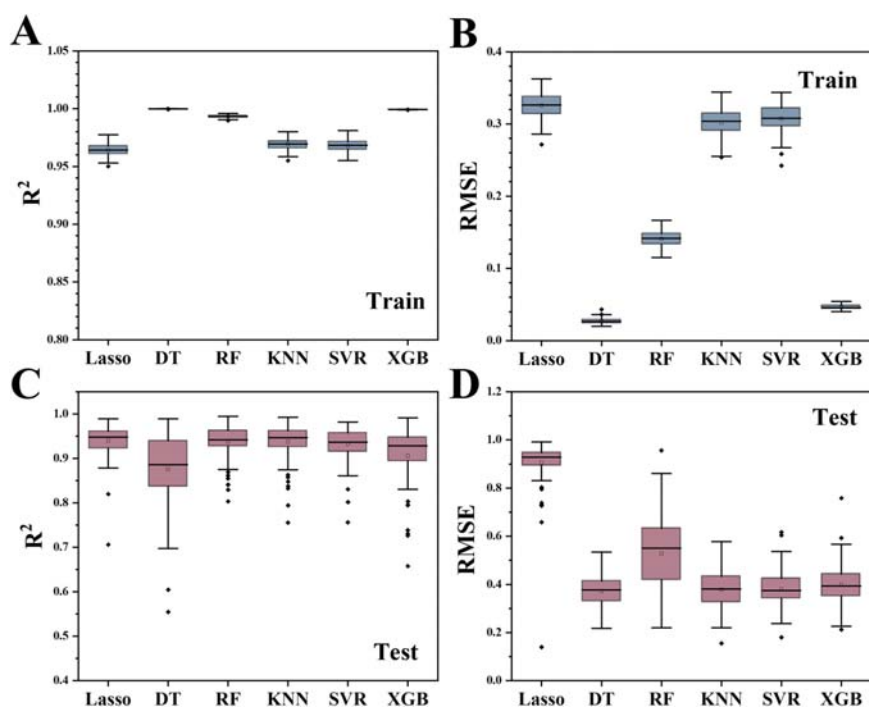 A
1.05
1.00
0.95
0.90
0.85
0.80
R²
Train
Lasso DT RF KNN SVR XGB
B
0.4
0.3
0.2
0.1
0.0
RMSE
Train
Lasso DT RF KNN SVR XGB
C
1.0
0.9
0.8
0.7
0.6
0.5
0.4
R²
Test
Lasso DT RF KNN SVR XGB
D
1.2
1.0
0.8
0.6
0.4
0.2
0.0
RMSE
Test
Lasso DT RF KNN SVR XGB